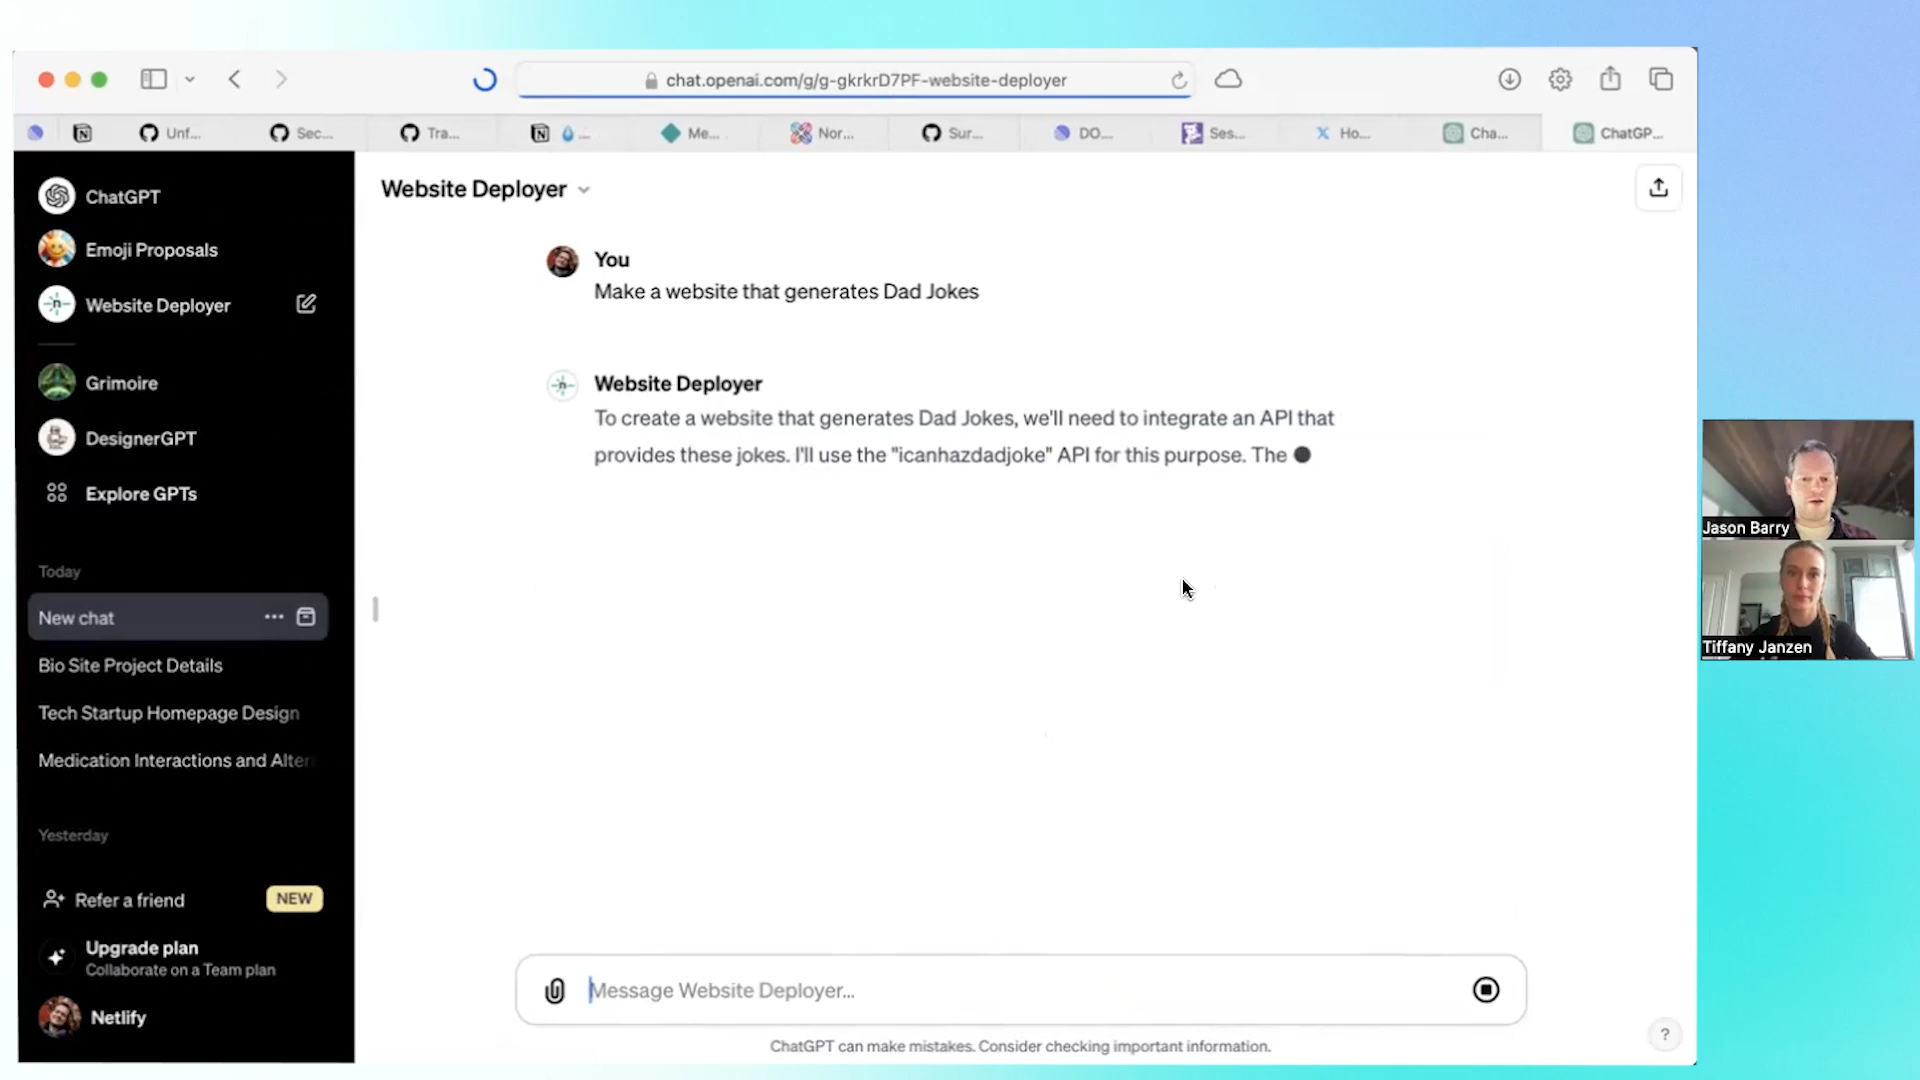 chat.openai.com/g/g-gkrkrD7PF-website-deployer
Unf...
Sec...
Tra...
...
Me...
Nor...
Sur...
DO...
Ses...
Ho...
Cha...
ChatGP...
ChatGPT
Emoji Proposals
Website Deployer
Grimoire
DesignerGPT
Explore GPTs
Today
New chat
Bio Site Project Details
Tech Startup Homepage Design
Medication Interactions and Alter
Yesterday
Refer a friend
NEW
Upgrade plan
Collaborate on a Team plan
Netlify
Website Deployer
You
Make a website that generates Dad Jokes
Website Deployer
To create a website that generates Dad Jokes, we'll need to integrate an API that
provides these jokes. I'll use the "icanhazdadjoke" API for this purpose. The
Message Website Deployer...
ChatGPT can make mistakes. Consider checking important information.
?
Jason Barry
Tiffany Janzen